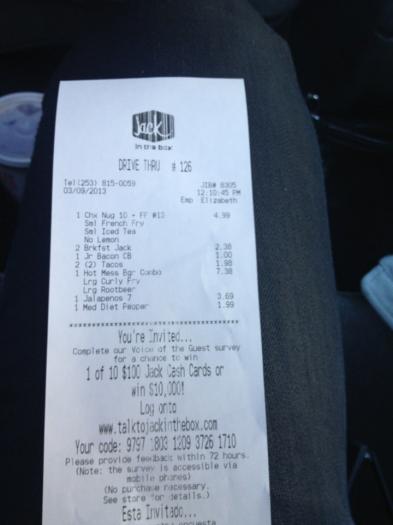 Jack
in the box
DRIVE THRU # 126
Tel(253) 815-0059 JIB# 8305
03/09/2013 12:10:45 PM
Emp Elizabeth
1 Chx Nug 10 + FF #13 4.99
Sml French Fry
Sml Iced Tea
No Lemon
2 Brkfst Jack 2.38
1 Jr Bacon CB 1.00
2 (2) Tacos 1.98
1 Hot Mess Bgr Combo 7.38
Lrg Curly Fry
Lrg Rootbeer
1 Jalapenos 7 3.69
1 Med Diet Pepper 1.99
You're Invited...
Complete our Voice of the Guest survey
for a chance to win
1 of 10 $100 Jack Cash Cards or
win $10,000!
Log onto
www.talktojackinthebox.com
Your code: 9797 1803 1209 3726 1710
Please provide feedback within 72 hours.
(Note: the survey is accessible via
mobile phones)
(No purchase necessary.
See store for details.)
Esta Invitado...
encuesta